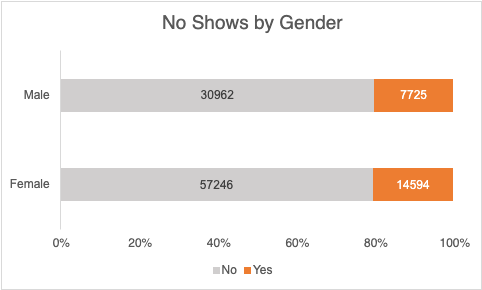 No Shows by Gender
Male 30962 7725
Female 57246 14594
0% 20% 40% 60% 80% 100%
No Yes